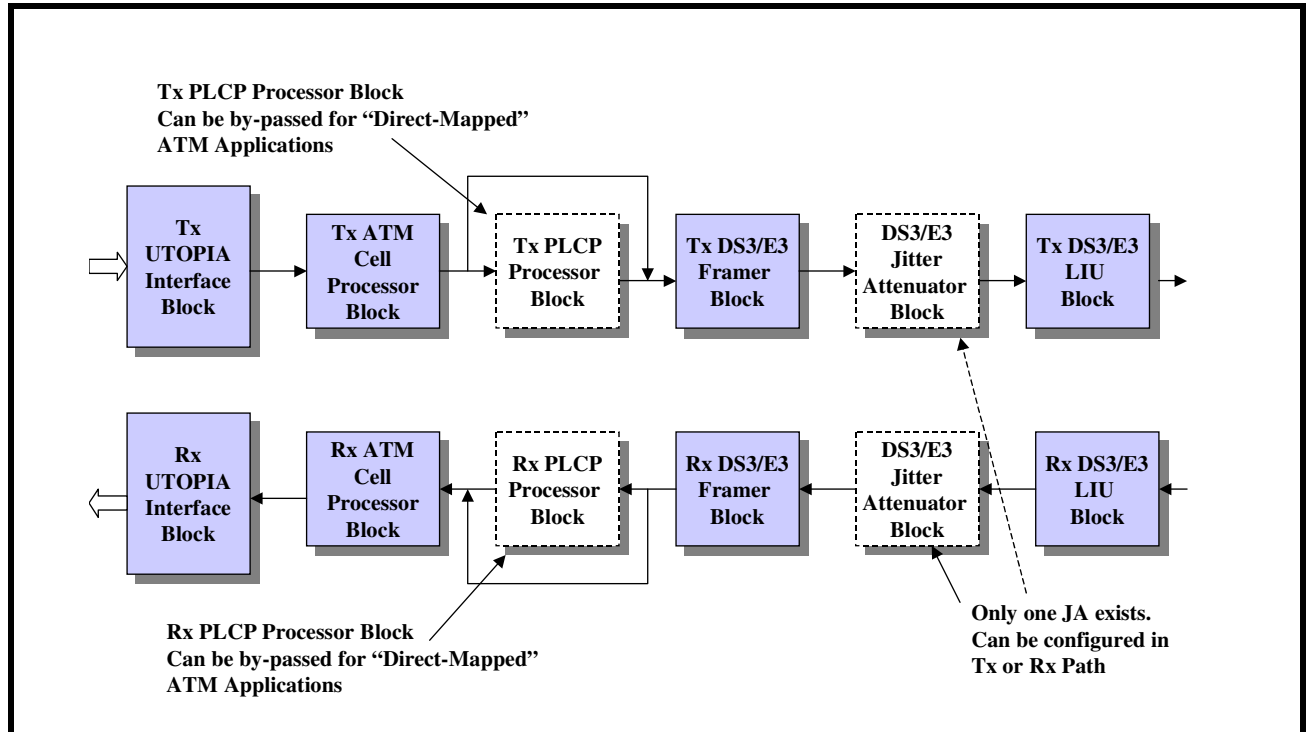 Tx PLCP Processor Block
Can be by-passed for “Direct-Mapped”
ATM Applications
Tx
UTOPIA
Interface
Block
Tx ATM
Cell
Processor
Block
Tx PLCP
Processor
Block
Tx DS3/E3
Framer
Block
DS3/E3
Jitter
Attenuator
Block
Tx DS3/E3
LIU
Block
Rx
UTOPIA
Interface
Block
Rx ATM
Cell
Processor
Block
Rx PLCP
Processor
Block
Rx DS3/E3
Framer
Block
DS3/E3
Jitter
Attenuator
Block
Rx DS3/E3
LIU
Block
Rx PLCP Processor Block
Can be by-passed for “Direct-Mapped”
ATM Applications
Only one JA exists.
Can be configured in
Tx or Rx Path